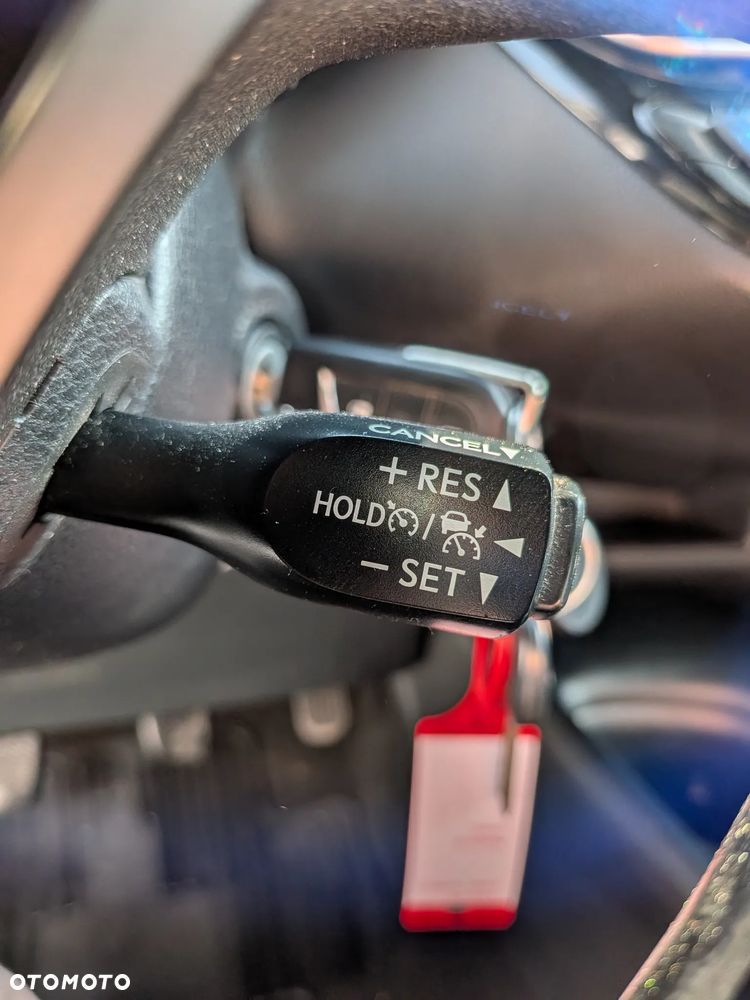 CANCEL▼
+ RES ▲
HOLD / ◀
− SET ▼
OTOMOTO